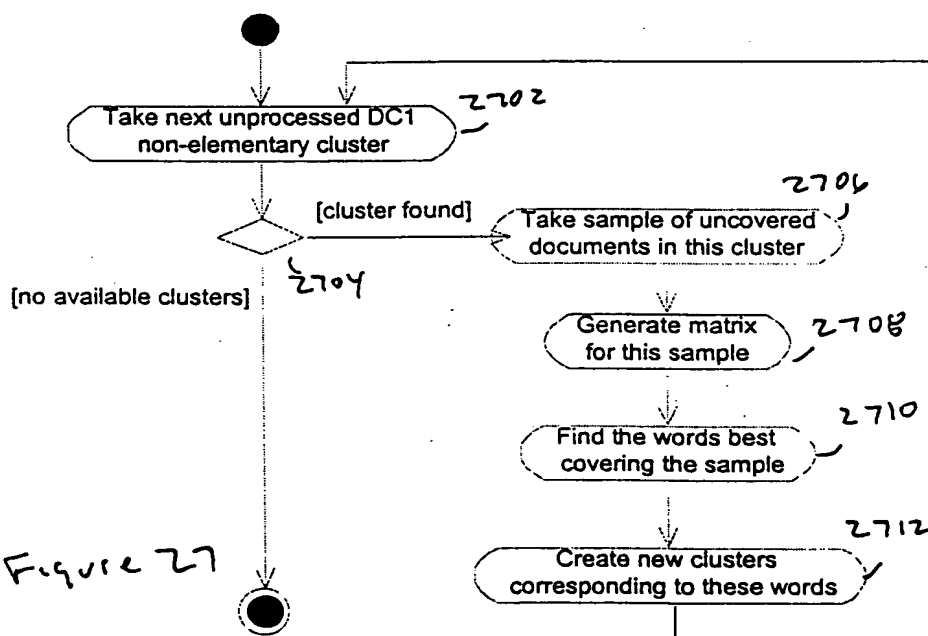 2702
Take next unprocessed DC1
non-elementary cluster
2706
[cluster found]
Take sample of uncovered
documents in this cluster
2704
[no available clusters]
Generate matrix
for this sample
2708
2710
Find the words best
covering the sample
2712
Create new clusters
corresponding to these words
Figure 27